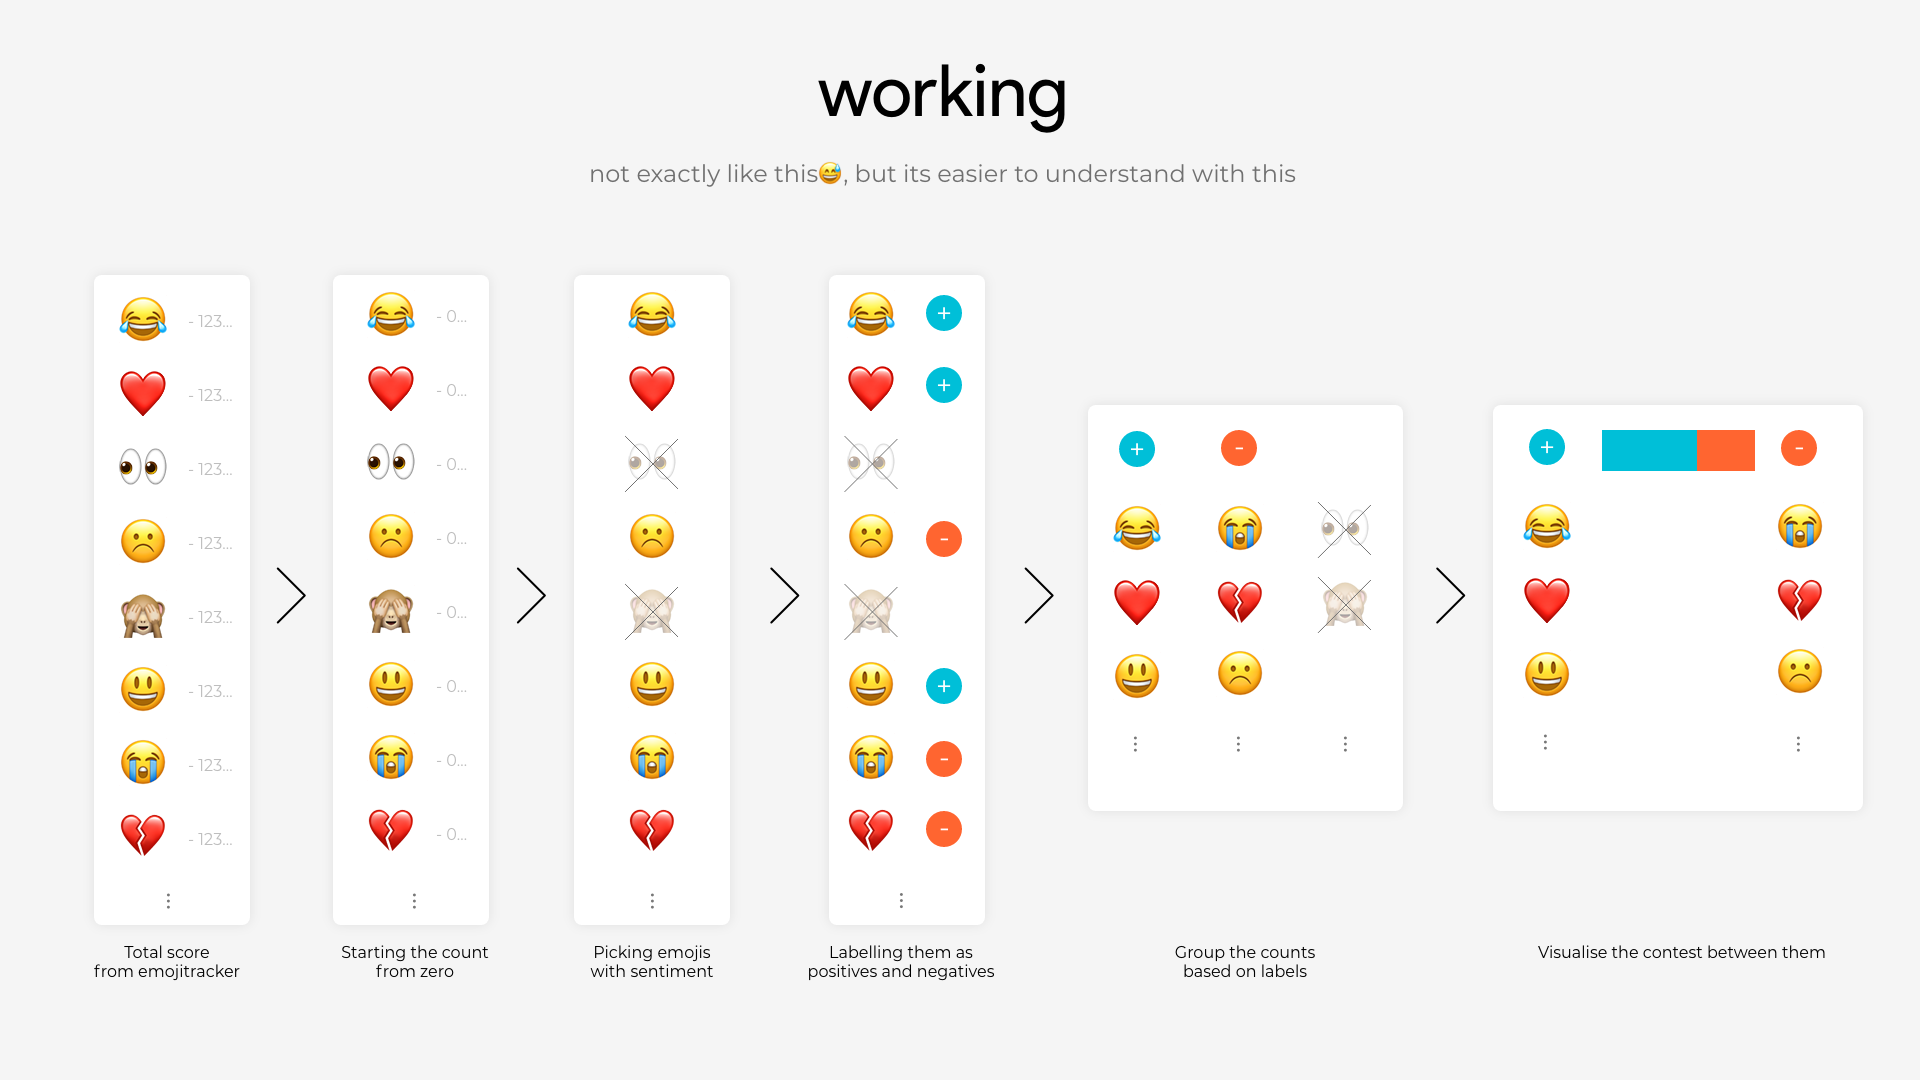 working
not exactly like this😅, but its easier to understand with this
- 123...
- 123...
- 123...
- 123...
- 123...
- 123...
- 123...
- 123...
- 0...
- 0...
- 0...
- 0...
- 0...
- 0...
- 0...
- 0...
+
+
-
+
-
-
+ -
+ -
Total score
from emojitracker
Starting the count
from zero
Picking emojis
with sentiment
Labelling them as
positives and negatives
Group the counts
based on labels
Visualise the contest between them